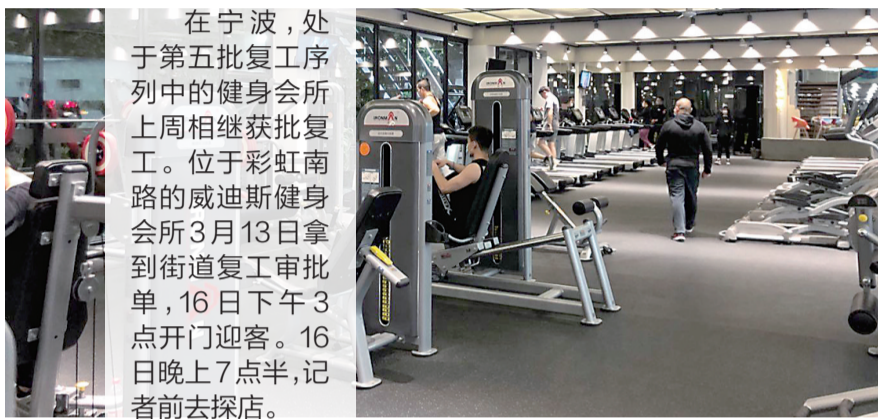 在宁波,处
于第五批复工序
列中的健身会所
上周相继获批复
工。位于彩虹南
路的威迪斯健身
会所3月13日拿
到街道复工审批
单,16日下午3
点开门迎客。16
日晚上7点半,记
者前去探店。